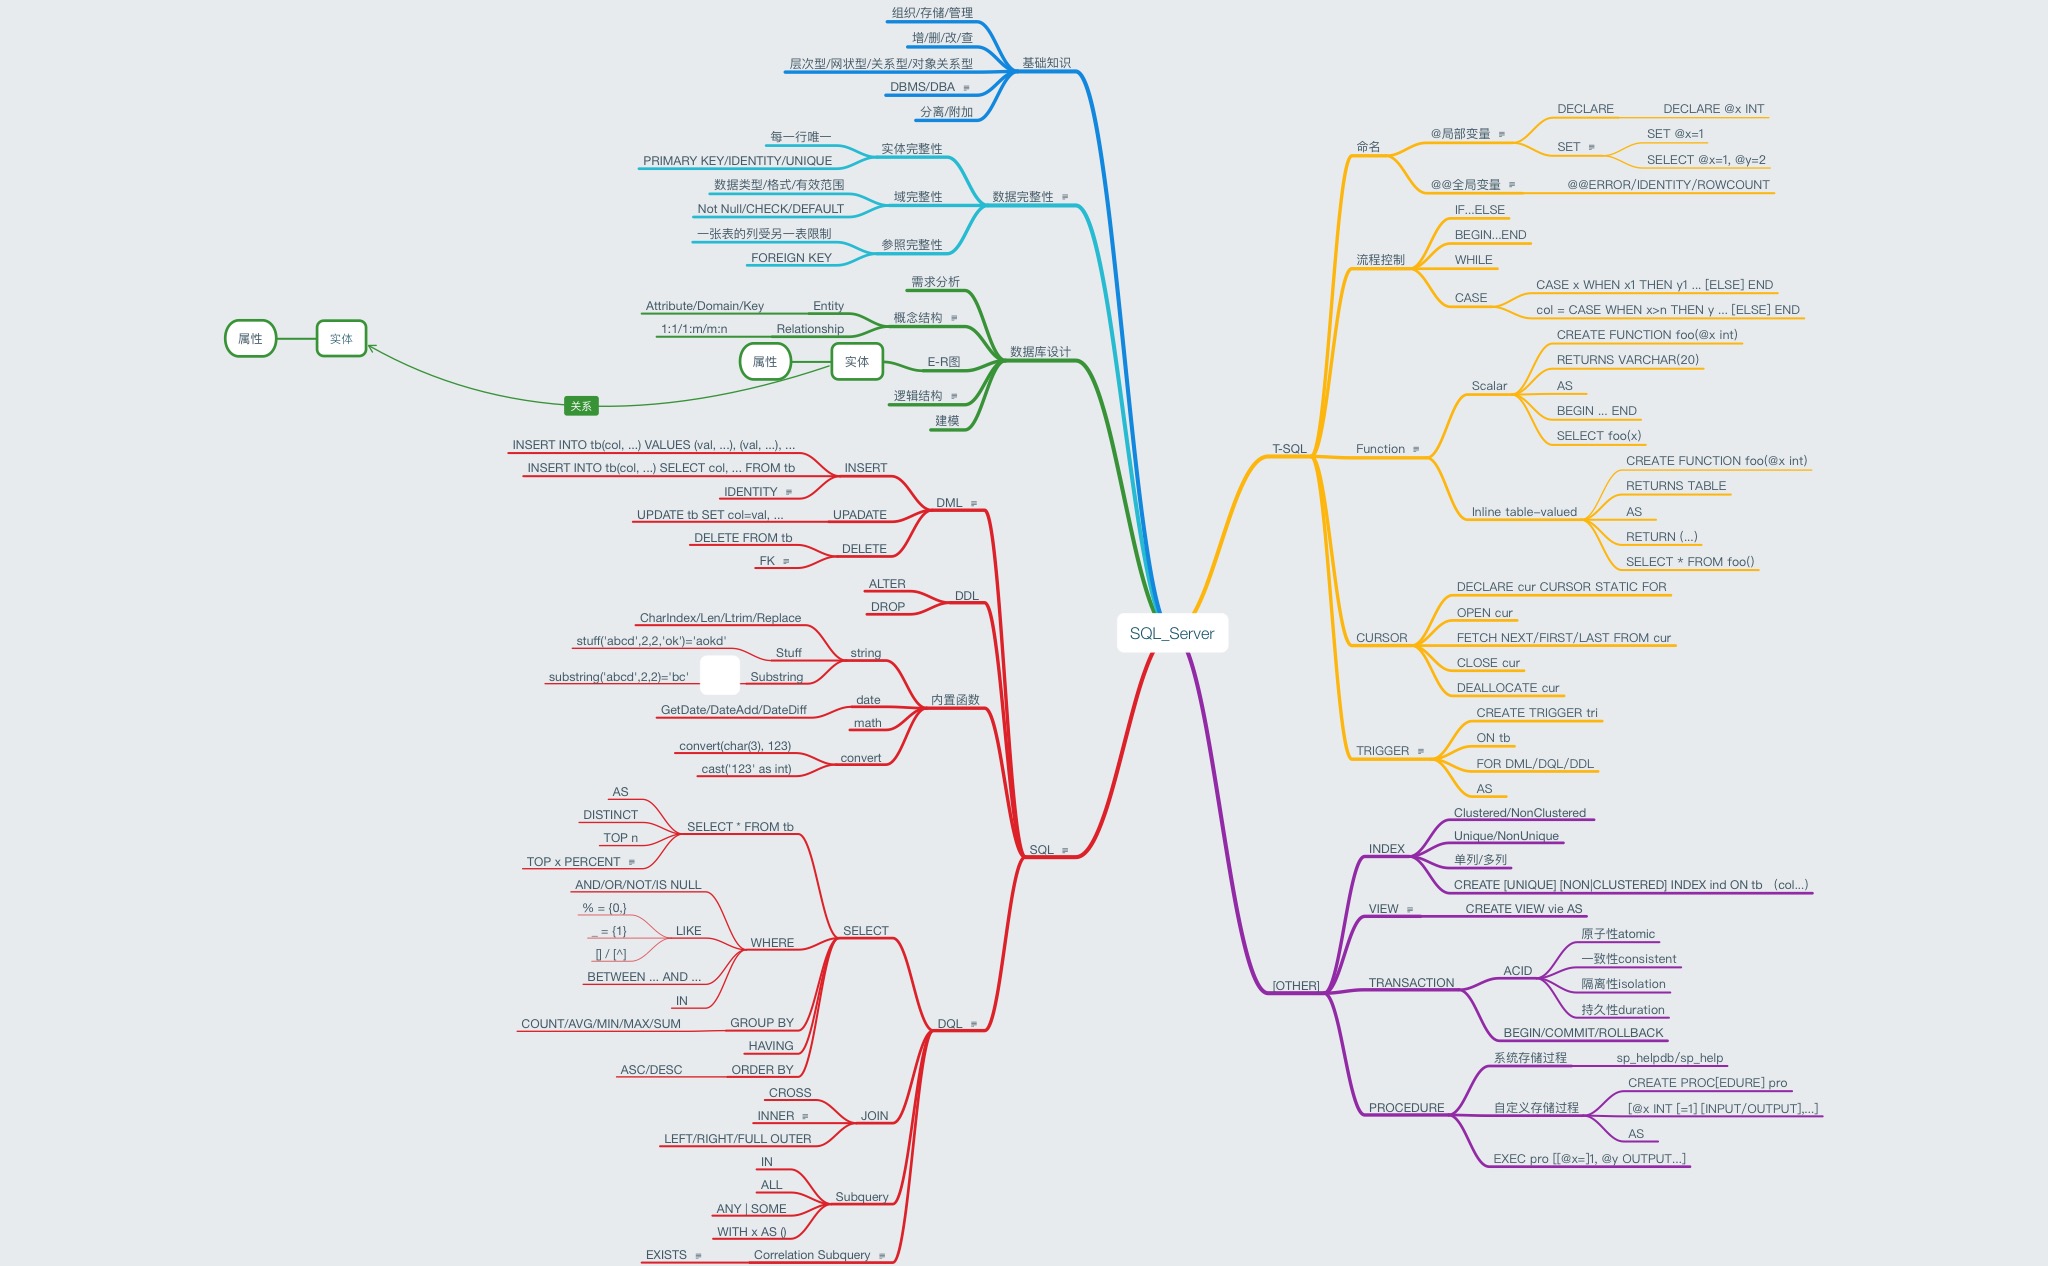 SQL_Server
基础知识
组织/存储/管理
增/删/改/查
层次型/网状型/关系型/对象关系型
DBMS/DBA
分离/附加
数据完整性
实体完整性
每一行唯一
PRIMARY KEY/IDENTITY/UNIQUE
域完整性
数据类型/格式/有效范围
Not Null/CHECK/DEFAULT
参照完整性
一张表的列受另一表限制
FOREIGN KEY
数据库设计
需求分析
概念结构
Entity
Attribute/Domain/Key
Relationship
1:1/1:m/m:n
E-R图
实体
属性
关系
实体
属性
逻辑结构
建模
SQL
DML
INSERT
INSERT INTO tb(col, ...) VALUES (val, ...), (val, ...), ...
INSERT INTO tb(col, ...) SELECT col, ... FROM tb
IDENTITY
UPADATE
UPDATE tb SET col=val, ...
DELETE
DELETE FROM tb
FK
DDL
ALTER
DROP
内置函数
string
CharIndex/Len/Ltrim/Replace
Stuff
stuff('abcd',2,2,'ok')='aokd'
Substring
substring('abcd',2,2)='bc'
date
GetDate/DateAdd/DateDiff
math
convert
convert(char(3), 123)
cast('123' as int)
DQL
SELECT
SELECT * FROM tb
AS
DISTINCT
TOP n
TOP x PERCENT
WHERE
AND/OR/NOT/IS NULL
LIKE
% = {0,}
_ = {1}
[] / [^]
BETWEEN ... AND ...
IN
GROUP BY
COUNT/AVG/MIN/MAX/SUM
HAVING
ORDER BY
ASC/DESC
JOIN
CROSS
INNER
LEFT/RIGHT/FULL OUTER
Subquery
IN
ALL
ANY | SOME
WITH x AS ()
Correlation Subquery
EXISTS
T-SQL
命名
@局部变量
DECLARE
DECLARE @x INT
SET
SET @x=1
SELECT @x=1, @y=2
@@全局变量
@@ERROR/IDENTITY/ROWCOUNT
流程控制
IF...ELSE
BEGIN...END
WHILE
CASE
CASE x WHEN x1 THEN y1 ... [ELSE] END
col = CASE WHEN x>n THEN y ... [ELSE] END
Function
Scalar
CREATE FUNCTION foo(@x int)
RETURNS VARCHAR(20)
AS
BEGIN ... END
SELECT foo(x)
Inline table-valued
CREATE FUNCTION foo(@x int)
RETURNS TABLE
AS
RETURN (...)
SELECT * FROM foo()
CURSOR
DECLARE cur CURSOR STATIC FOR
OPEN cur
FETCH NEXT/FIRST/LAST FROM cur
CLOSE cur
DEALLOCATE cur
TRIGGER
CREATE TRIGGER tri
ON tb
FOR DML/DQL/DDL
AS
[OTHER]
INDEX
Clustered/NonClustered
Unique/NonUnique
单列/多列
CREATE [UNIQUE] [NON|CLUSTERED] INDEX ind ON tb （col...)
VIEW
CREATE VIEW vie AS
TRANSACTION
ACID
原子性atomic
一致性consistent
隔离性isolation
持久性duration
BEGIN/COMMIT/ROLLBACK
PROCEDURE
系统存储过程
sp_helpdb/sp_help
自定义存储过程
CREATE PROC[EDURE] pro
[@x INT [=1] [INPUT/OUTPUT],...]
AS
EXEC pro [[@x=]1, @y OUTPUT...]